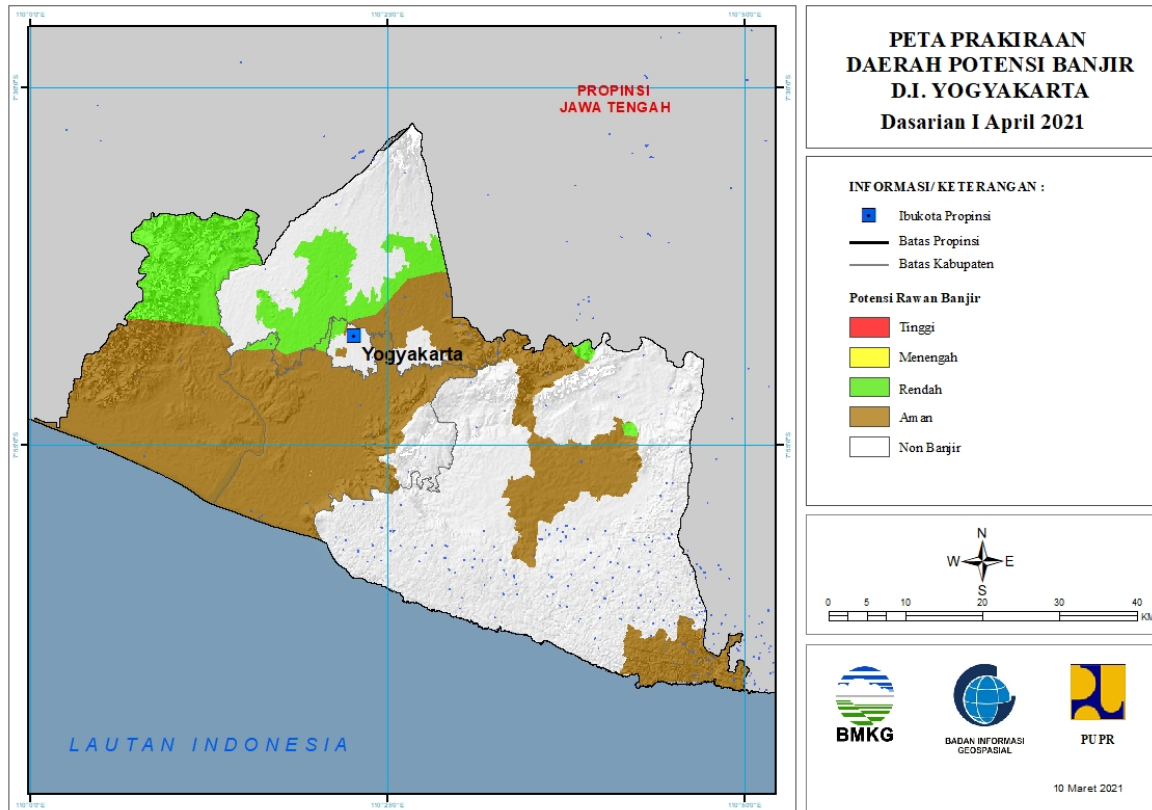 PETA PRAKIRAAN
DAERAH POTENSI BANJIR
D.I. YOGYAKARTA
Dasarian I April 2021
INFORMASI/ KETERANGAN :
Ibukota Propinsi
Batas Propinsi
Batas Kabupaten
Potensi Rawan Banjir
Tinggi
Menengah
Rendah
Aman
Non Banjir
N
W E
S
0 5 10 20 30 40
KM
BMKG
BADAN INFORMASI
GEOSPASIAL
PUPR
10 Maret 2021
PROPINSI
JAWA TENGAH
Yogyakarta
LAUTAN INDONESIA